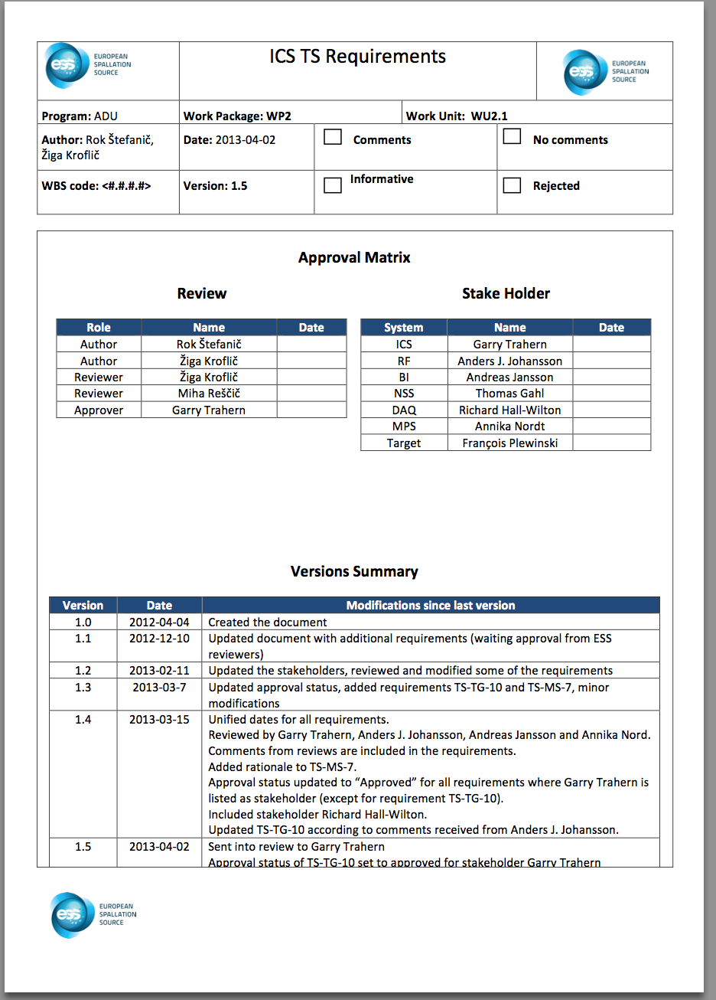 ess EUROPEAN
SPALLATION
SOURCE
ICS TS Requirements
ess EUROPEAN
SPALLATION
SOURCE
Program: ADU
Work Package: WP2
Work Unit: WU2.1
Author: Rok Štefanič,
Žiga Kroflič
Date: 2013-04-02
Comments
No comments
WBS code: <#.#.#.#>
Version: 1.5
Informative
Rejected
Approval Matrix
Review
Role Name Date
Author Rok Štefanič
Author Žiga Kroflič
Reviewer Žiga Kroflič
Reviewer Miha Reščič
Approver Garry Trahern
Stake Holder
System Name Date
ICS Garry Trahern
RF Anders J. Johansson
BI Andreas Jansson
NSS Thomas Gahl
DAQ Richard Hall-Wilton
MPS Annika Nordt
Target François Plewinski
Versions Summary
Version Date Modifications since last version
1.0 2012-04-04 Created the document
1.1 2012-12-10 Updated document with additional requirements (waiting approval from ESS
reviewers)
1.2 2013-02-11 Updated the stakeholders, reviewed and modified some of the requirements
1.3 2013-03-7 Updated approval status, added requirements TS-TG-10 and TS-MS-7, minor
modifications
1.4 2013-03-15 Unified dates for all requirements.
Reviewed by Garry Trahern, Anders J. Johansson, Andreas Jansson and Annika Nord.
Comments from reviews are included in the requirements.
Added rationale to TS-MS-7.
Approval status updated to “Approved” for all requirements where Garry Trahern is
listed as stakeholder (except for requirement TS-TG-10).
Included stakeholder Richard Hall-Wilton.
Updated TS-TG-10 according to comments received from Anders J. Johansson.
1.5 2013-04-02 Sent into review to Garry Trahern
Approval status of TS-TG-10 set to approved for stakeholder Garry Trahern
ess EUROPEAN
SPALLATION
SOURCE